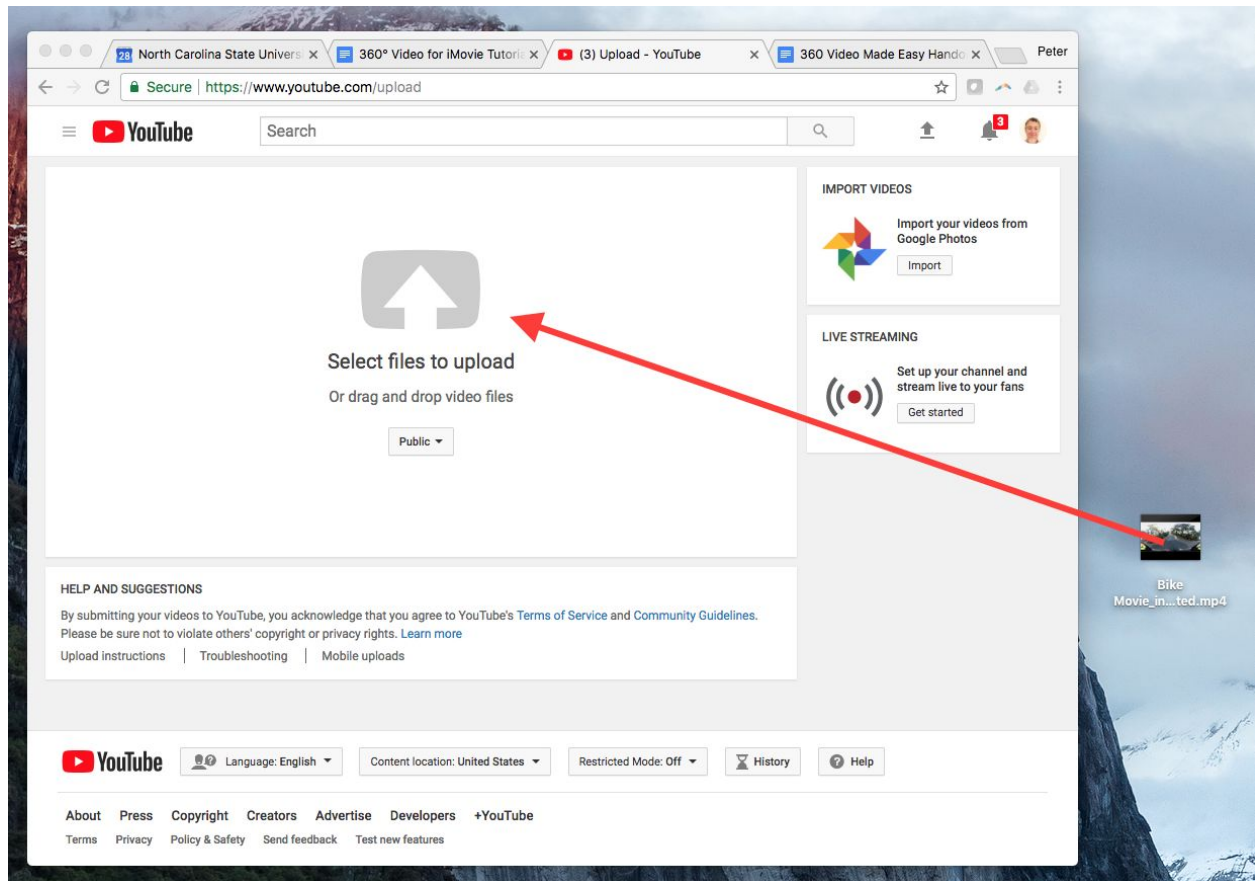 28 North Carolina State Univers
360° Video for iMovie Tutoria
(3) Upload - YouTube
360 Video Made Easy Hando
Peter
Secure | https://www.youtube.com/upload
YouTube
Search
3
Select files to upload
Or drag and drop video files
Public
IMPORT VIDEOS
Import your videos from
Google Photos
Import
LIVE STREAMING
Set up your channel and
stream live to your fans
Get started
Bike
Movie_in...ted.mp4
HELP AND SUGGESTIONS
By submitting your videos to YouTube, you acknowledge that you agree to YouTube's Terms of Service and Community Guidelines.
Please be sure not to violate others' copyright or privacy rights. Learn more
Upload instructions | Troubleshooting | Mobile uploads
YouTube
Language: English
Content location: United States
Restricted Mode: Off
History
Help
About Press Copyright Creators Advertise Developers +YouTube
Terms Privacy Policy & Safety Send feedback Test new features